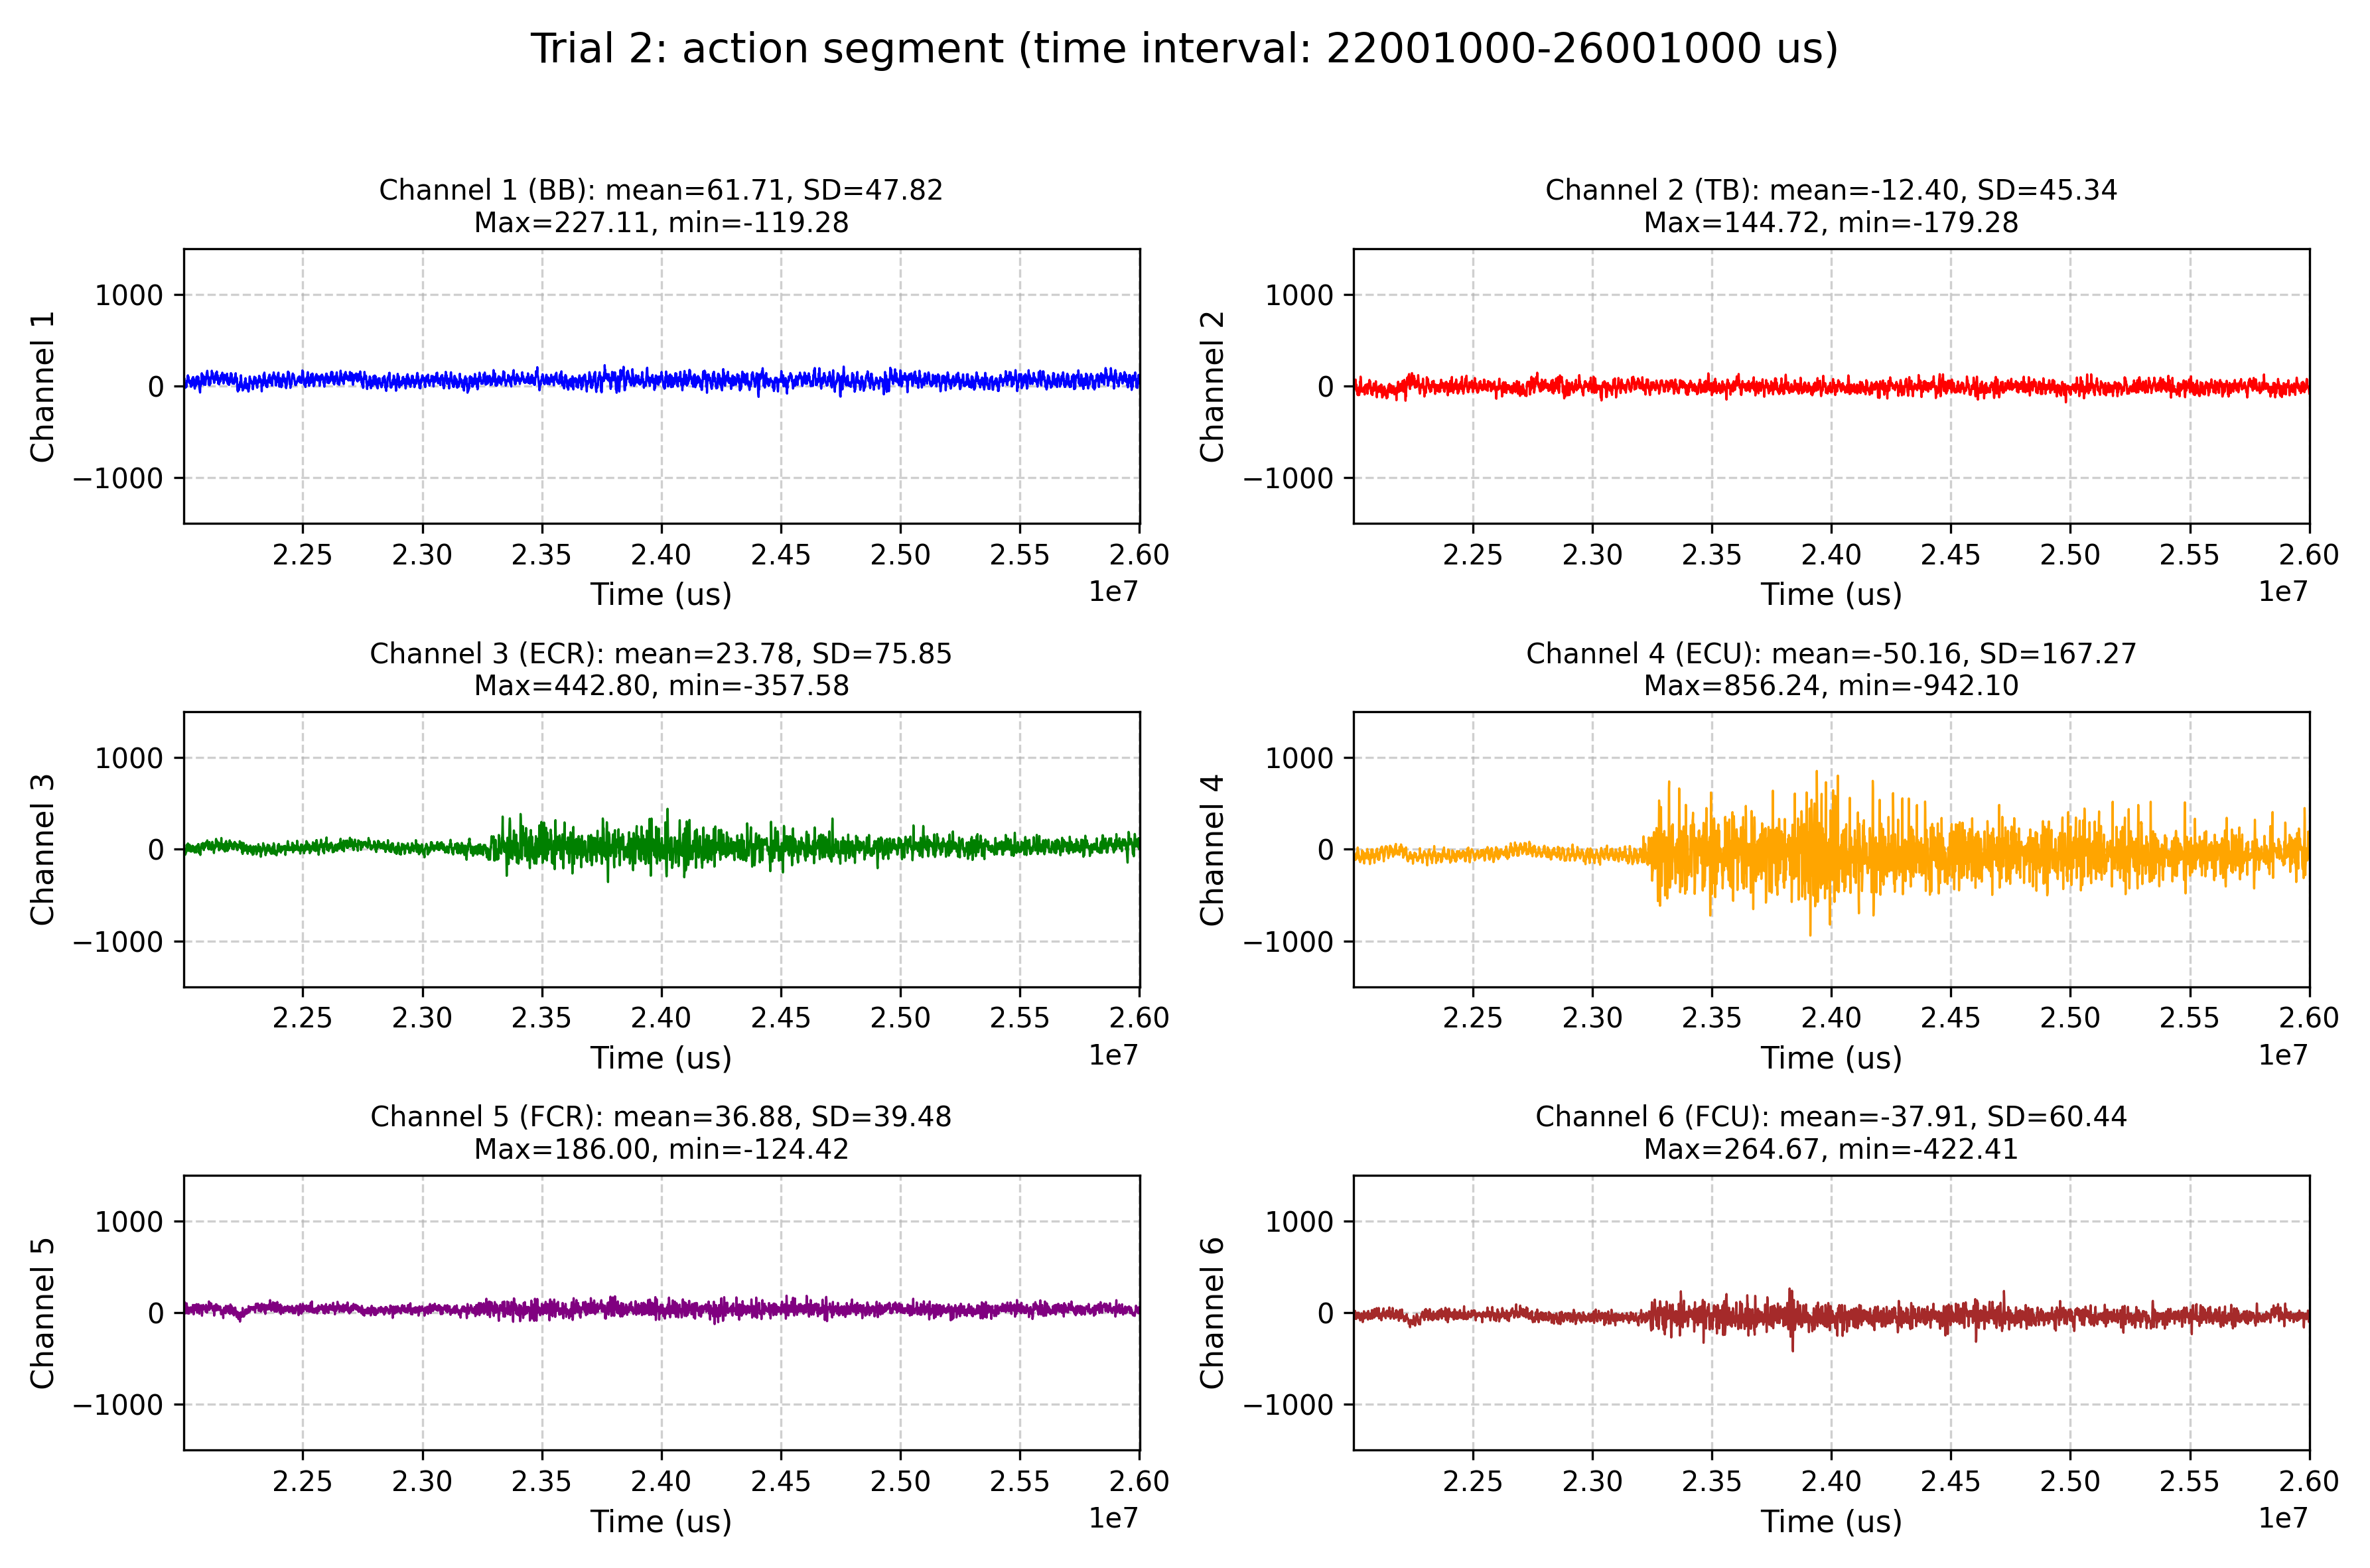 Trial 2: action segment (time interval: 22001000-26001000 us)
Channel 1 (BB): mean=61.71, SD=47.82
Max=227.11, min=-119.28
Channel 1
1000
0
−1000
2.25 2.30 2.35 2.40 2.45 2.50 2.55 2.60
Time (us)
1e7
Channel 2 (TB): mean=-12.40, SD=45.34
Max=144.72, min=-179.28
Channel 2
1000
0
−1000
2.25 2.30 2.35 2.40 2.45 2.50 2.55 2.60
Time (us)
1e7
Channel 3 (ECR): mean=23.78, SD=75.85
Max=442.80, min=-357.58
Channel 3
1000
0
−1000
2.25 2.30 2.35 2.40 2.45 2.50 2.55 2.60
Time (us)
1e7
Channel 4 (ECU): mean=-50.16, SD=167.27
Max=856.24, min=-942.10
Channel 4
1000
0
−1000
2.25 2.30 2.35 2.40 2.45 2.50 2.55 2.60
Time (us)
1e7
Channel 5 (FCR): mean=36.88, SD=39.48
Max=186.00, min=-124.42
Channel 5
1000
0
−1000
2.25 2.30 2.35 2.40 2.45 2.50 2.55 2.60
Time (us)
1e7
Channel 6 (FCU): mean=-37.91, SD=60.44
Max=264.67, min=-422.41
Channel 6
1000
0
−1000
2.25 2.30 2.35 2.40 2.45 2.50 2.55 2.60
Time (us)
1e7